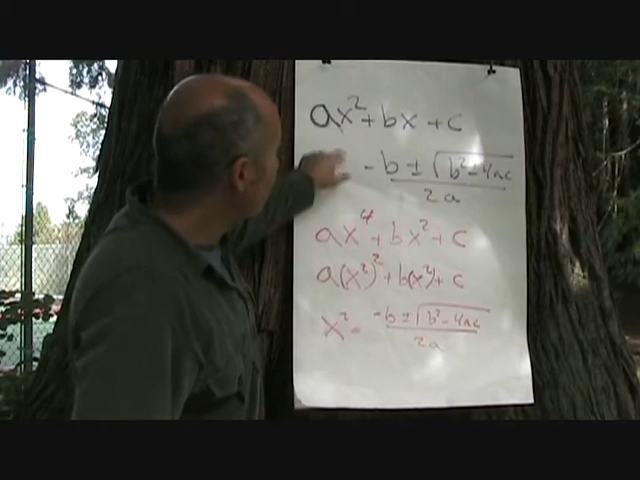 ax²+bx+c
-b±√b²-4ac
2a
ax⁴+bx²+c
a(x²)²+b(x²)+c
x²= -b±√b²-4ac
2a